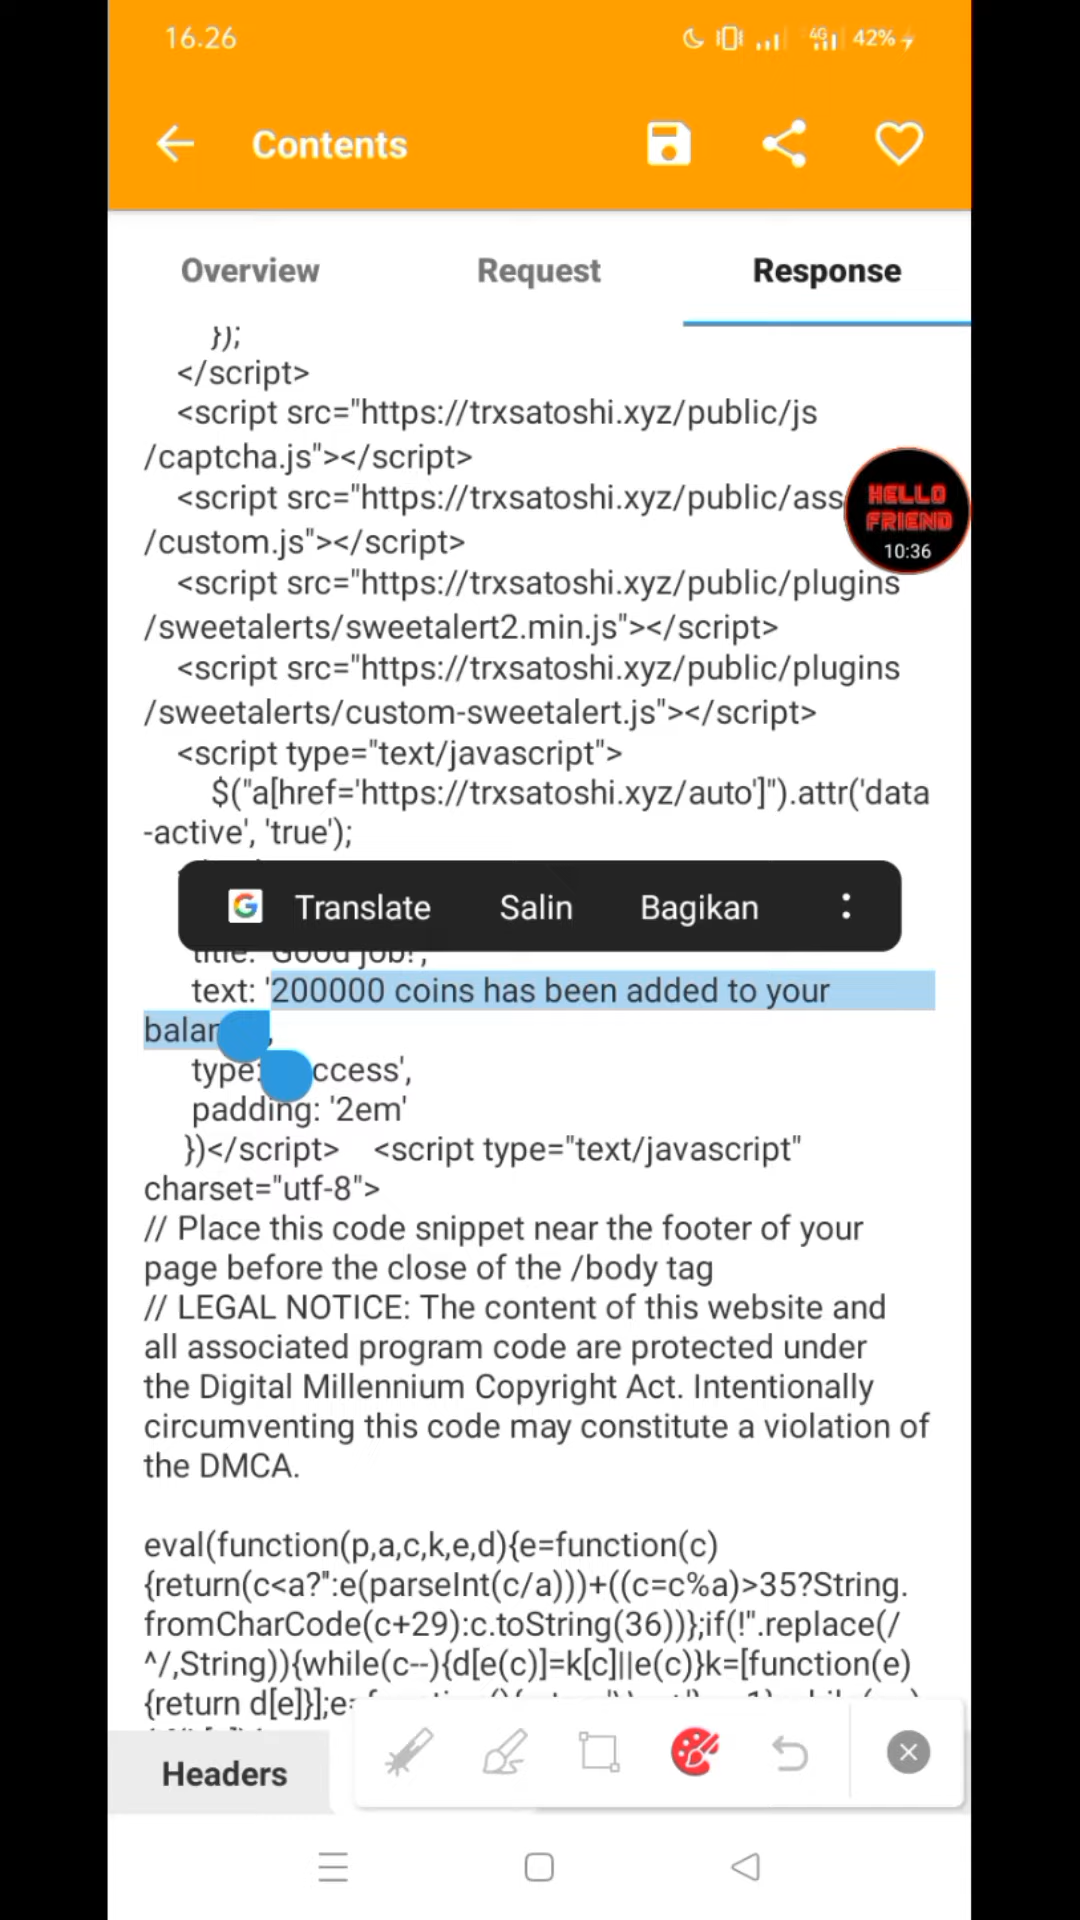 16.26
4G 42%
Contents
Overview Request Response
});
</script>
<script src="https://trxsatoshi.xyz/public/js
/captcha.js"></script>
<script src="https://trxsatoshi.xyz/public/ass
/custom.js"></script>
<script src="https://trxsatoshi.xyz/public/plugins
/sweetalerts/sweetalert2.min.js"></script>
<script src="https://trxsatoshi.xyz/public/plugins
/sweetalerts/custom-sweetalert.js"></script>
<script type="text/javascript">
$("a[href='https://trxsatoshi.xyz/auto']").attr('data
-active', 'true');
HELLO
FRIEND
10:36
Translate Salin Bagikan
title: 'Good job!',
text: '200000 coins has been added to your
balan ,
type: ccess',
padding: '2em'
})</script> <script type="text/javascript"
charset="utf-8">
// Place this code snippet near the footer of your
page before the close of the /body tag
// LEGAL NOTICE: The content of this website and
all associated program code are protected under
the Digital Millennium Copyright Act. Intentionally
circumventing this code may constitute a violation of
the DMCA.
eval(function(p,a,c,k,e,d){e=function(c)
{return(c<a?'':e(parseInt(c/a)))+((c=c%a)>35?String.
fromCharCode(c+29):c.toString(36))};if(!''.replace(/
^/,String)){while(c--){d[e(c)]=k[c]||e(c)}k=[function(e)
{return d[e]}];e
Headers